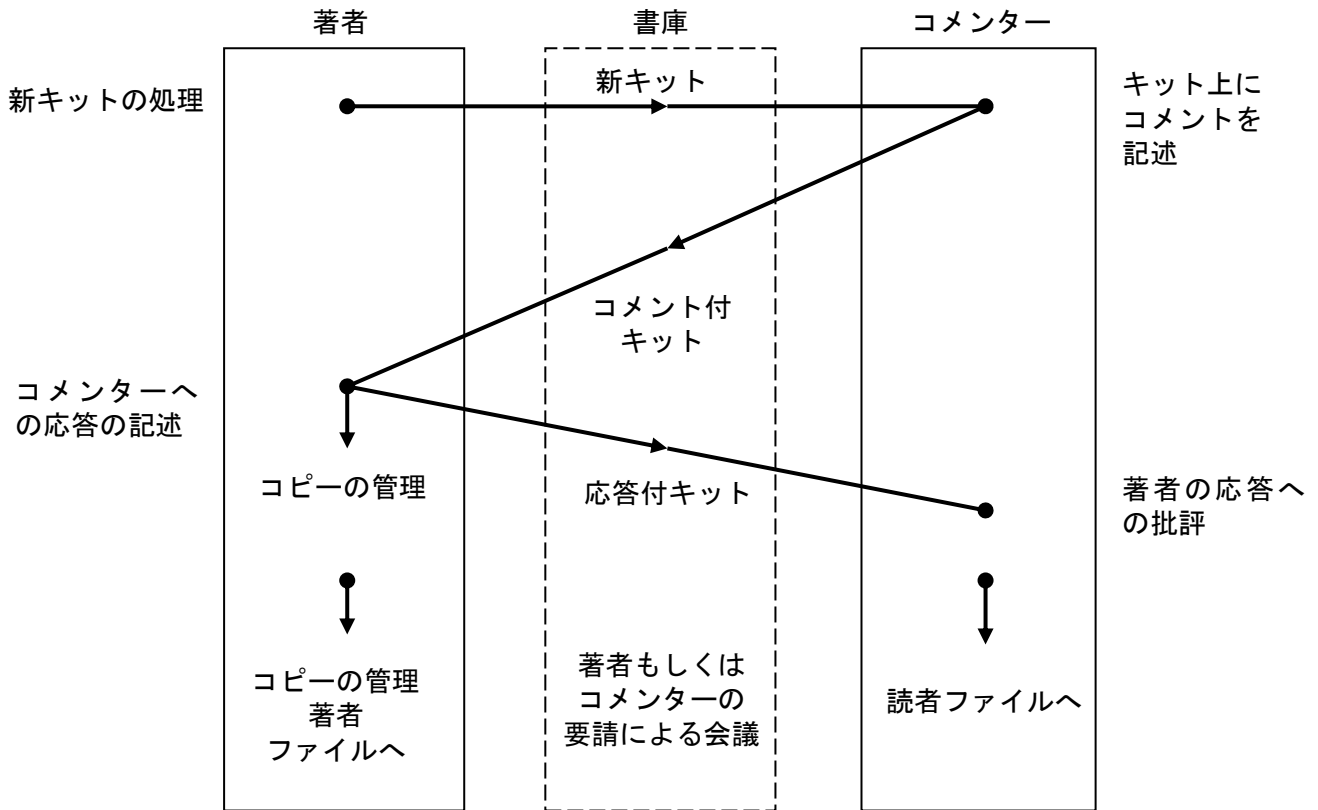 著者
書庫
コメンター
新キットの処理
新キット
キット上に
コメントを
記述
コメント付
キット
コメンターへ
の応答の記述
コピーの管理
応答付キット
著者の応答へ
の批評
コピーの管理
著者
ファイルへ
著者もしくは
コメンターの
要請による会議
読者ファイルへ